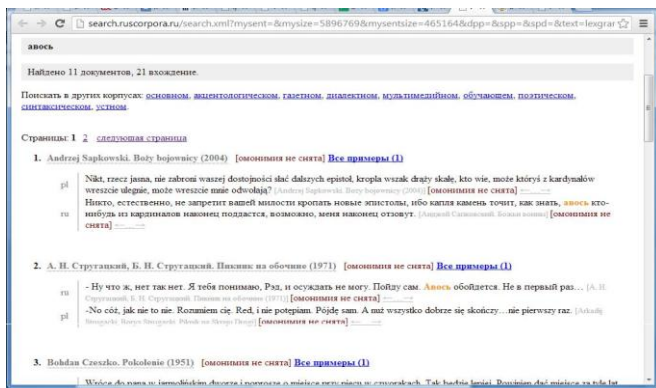 search.ruscorpora.ru/search.xml?mysent=&mysize=5896769&mysentsize=465164&dpp=&spp=&spd=&text=lexgrar
авось
Найдено 11 документов, 21 вхождение.
Поискать в других корпусах: основном, акцентологическом, газетном, диалектном, мультимедийном, обучающем, поэтическом,
синтаксическом, устном.
Страницы: 1 2 следующая страница
1. Andrzej Sapkowski. Boży bojownicy (2004) [омонимия не снята] Все примеры (1)
Nikt, rzecz jasna, nie zabroni waszej dostojności słać dalszych epistoł, kropla wszak drąży skałę, kto wie, może któryś z kardynałów
pl
wreszcie ulegnie, może wreszcie mnie odwołają? [Andrzej Sapkowski. Boży bojownicy (2004)] [омонимия не снята] ←…→
Никто, естественно, не запретит вашей милости кропать новые эпистолы, ибо капля камень точит, как знать, авось кто-
ru нибудь из кардиналов наконец поддастся, возможно, меня наконец отзовут. [Анджей Сапковский. Божьи воины] [омонимия не
снята] ←…→
2. А. Н. Стругацкий, Б. Н. Стругацкий. Пикник на обочине (1971) [омонимия не снята] Все примеры (1)
- Ну что ж, нет так нет. Я тебя понимаю, Рэд, и осуждать не могу. Пойду сам. Авось обойдется. Не в первый раз… [А. Н.
ru
Стругацкий, Б. Н. Стругацкий. Пикник на обочине (1971)] [омонимия не снята] ←…→
-No cóż, jak nie to nie. Rozumiem cię. Red, i nie potępiam. Pójdę sam. A nuż wszystko dobrze się skończy…nie pierwszy raz. [Arkadij
pl
[омонимия не снята] ←…→
3. Bohdan Czeszko. Pokolenie (1951) [омонимия не снята] Все примеры (1)